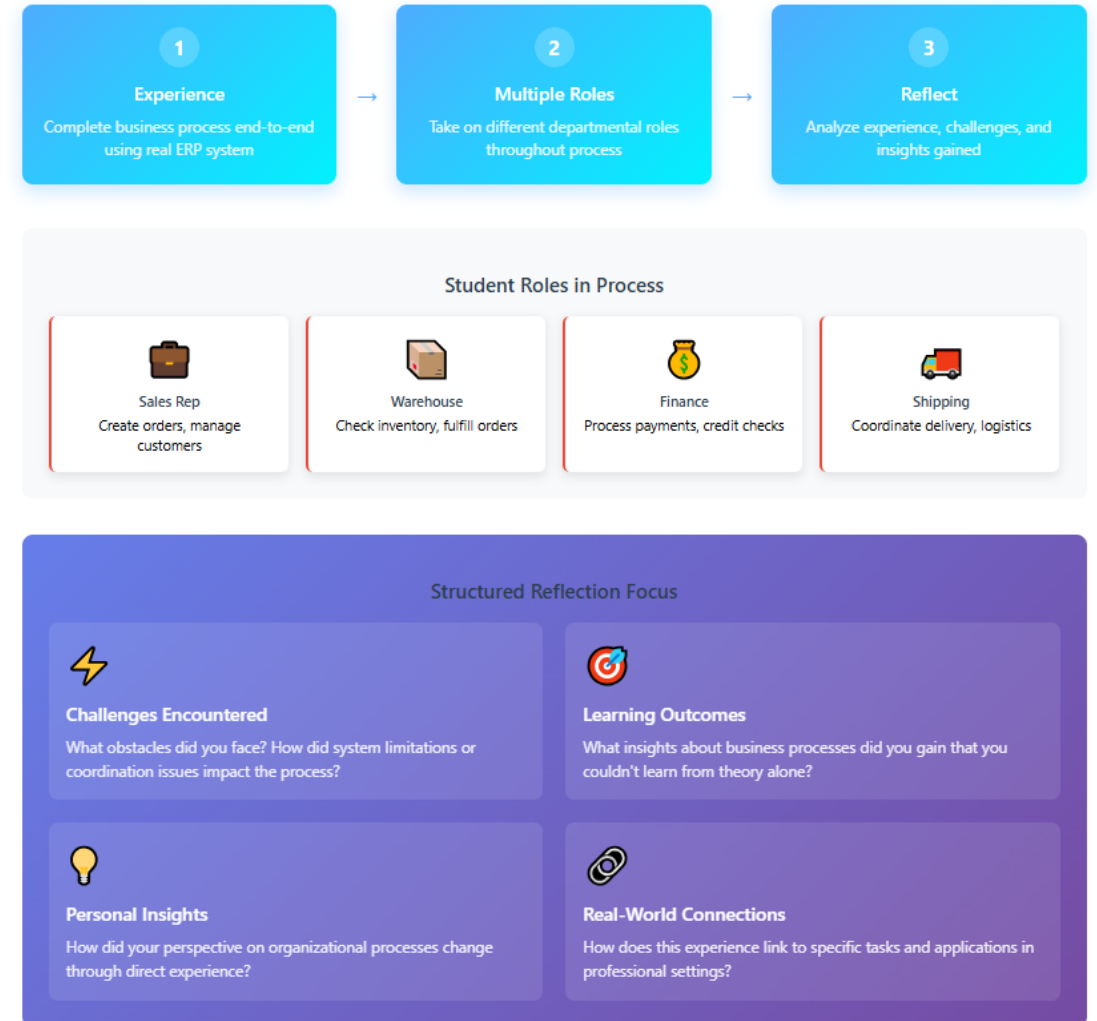 1
Experience
Complete business process end-to-end
using real ERP system
→
2
Multiple Roles
Take on different departmental roles
throughout process
→
3
Reflect
Analyze experience, challenges, and
insights gained
Student Roles in Process
Sales Rep
Create orders, manage
customers
Warehouse
Check inventory, fulfill orders
$
Finance
Process payments, credit checks
Shipping
Coordinate delivery, logistics
Structured Reflection Focus
Challenges Encountered
What obstacles did you face? How did system limitations or
coordination issues impact the process?
Learning Outcomes
What insights about business processes did you gain that you
couldn't learn from theory alone?
Personal Insights
How did your perspective on organizational processes change
through direct experience?
Real-World Connections
How does this experience link to specific tasks and applications in
professional settings?